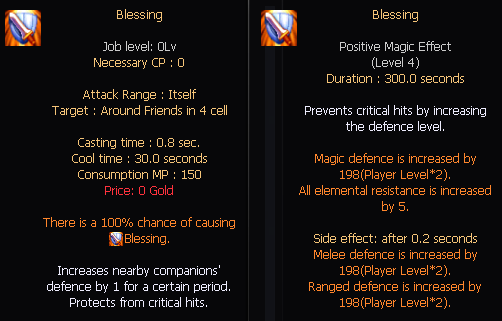 Blessing
Job level: 0Lv
Necessary CP : 0
Attack Range : Itself
Target : Around Friends in 4 cell
Casting time : 0.8 sec.
Cool time : 30.0 seconds
Consumption MP : 150
Price: 0 Gold
There is a 100% chance of causing
Blessing.
Increases nearby companions'
defence by 1 for a certain period.
Protects from critical hits.
Blessing
Positive Magic Effect
(Level 4)
Duration : 300.0 seconds
Prevents critical hits by increasing
the defence level.
Magic defence is increased by
198(Player Level*2).
All elemental resistance is increased
by 5.
Side effect: after 0.2 seconds
Melee defence is increased by
198(Player Level*2).
Ranged defence is increased by
198(Player Level*2).